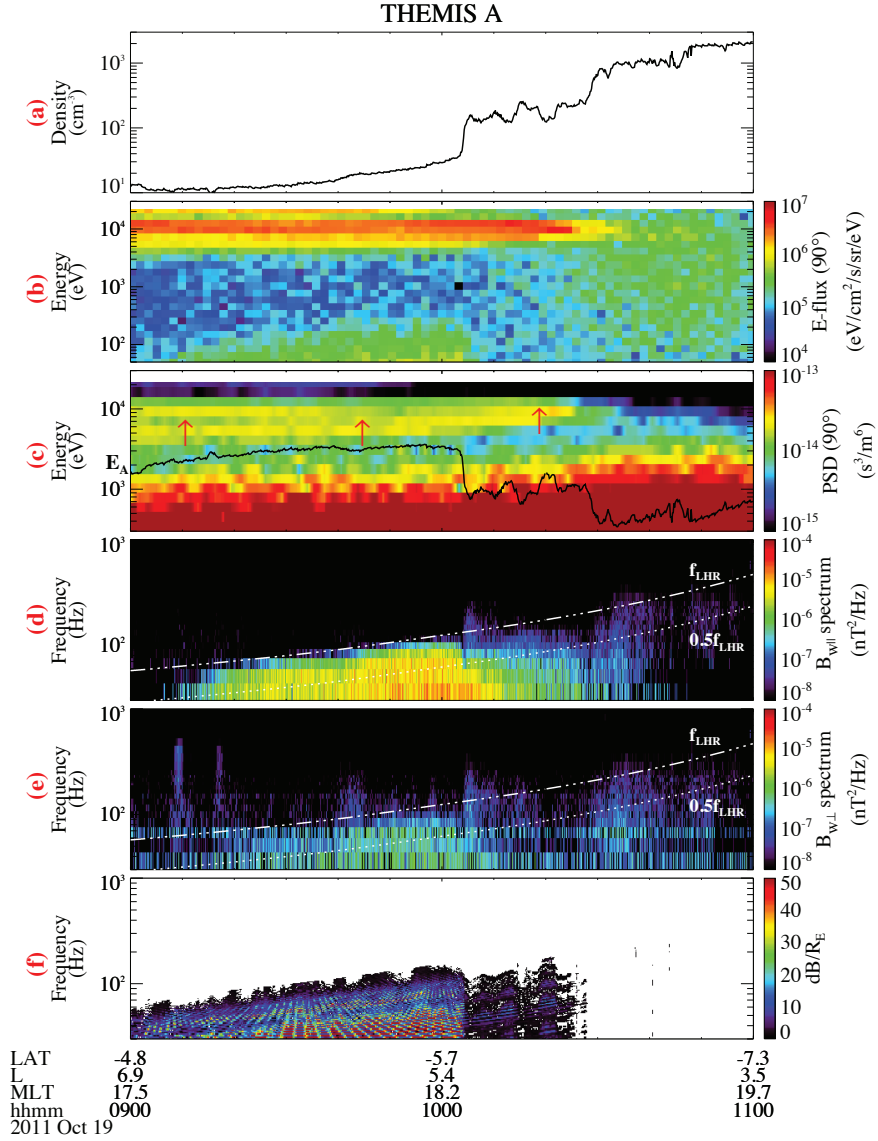 THEMIS A
(a)
Density
(cm⁻³)
10³
10²
10¹
(b)
Energy
(eV)
10⁴
10³
10²
10⁷
10⁶
10⁵
10⁴
E-flux (90°)
(eV/cm²/s/sr/eV)
(c)
Energy
(eV)
10⁴
E_A
10³
10⁻¹³
10⁻¹⁴
10⁻¹⁵
PSD (90°)
(s³/m⁶)
(d)
Frequency
(Hz)
10³
10²
f_LHR
0.5f_LHR
10⁻⁴
10⁻⁵
10⁻⁶
10⁻⁷
10⁻⁸
B_W|| spectrum
(nT²/Hz)
(e)
Frequency
(Hz)
10³
10²
f_LHR
0.5f_LHR
10⁻⁴
10⁻⁵
10⁻⁶
10⁻⁷
10⁻⁸
B_W⊥ spectrum
(nT²/Hz)
(f)
Frequency
(Hz)
10³
10²
50
40
30
20
10
0
dB/R_E
LAT -4.8 -5.7 -7.3
L 6.9 5.4 3.5
MLT 17.5 18.2 19.7
hhmm 0900 1000 1100
2011 Oct 19